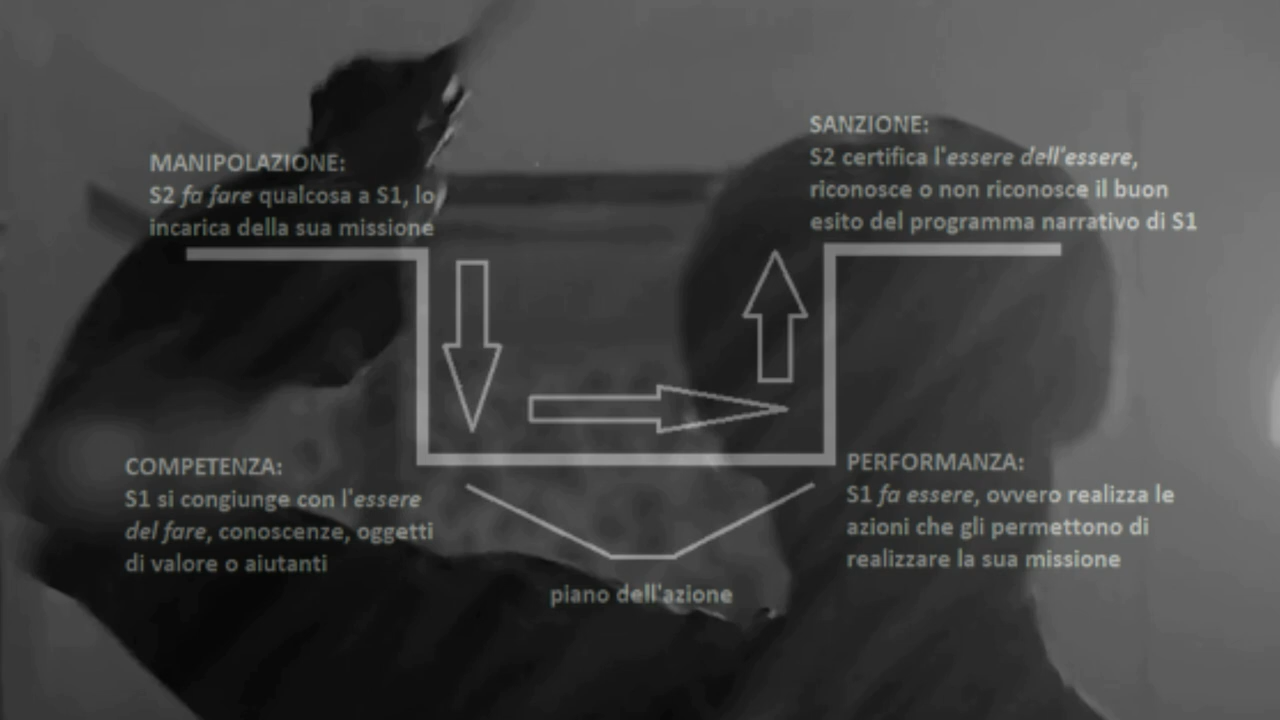 MANIPOLAZIONE:
S2 fa fare qualcosa a S1, lo
incarica della sua missione
SANZIONE:
S2 certifica l'essere dell'essere,
riconosce o non riconosce il buon
esito del programma narrativo di S1
COMPETENZA:
S1 si congiunge con l'essere
del fare, conoscenze, oggetti
di valore o aiutanti
PERFORMANZA:
S1 fa essere, ovvero realizza le
azioni che gli permettono di
realizzare la sua missione
piano dell'azione